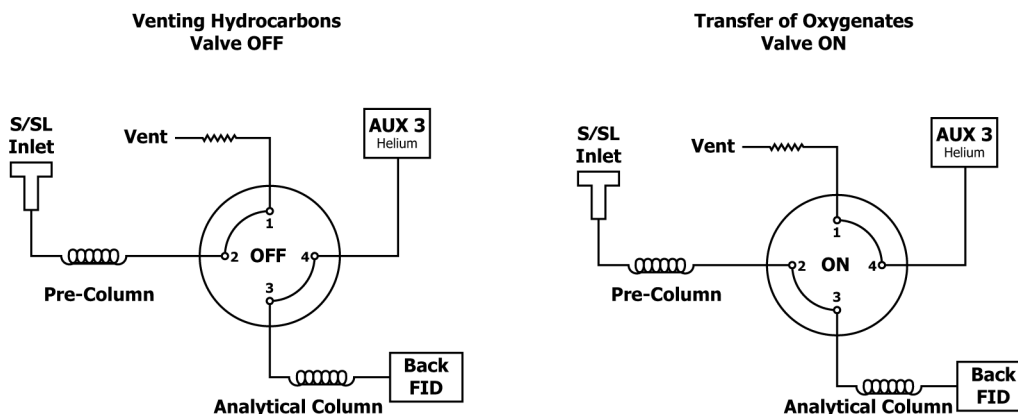 Venting Hydrocarbons
Valve OFF
S/SL
Inlet
Vent
AUX 3
Helium
1
2
OFF
4
3
Pre-Column
Back
FID
Analytical Column
Transfer of Oxygenates
Valve ON
S/SL
Inlet
Vent
AUX 3
Helium
1
2
ON
4
3
Pre-Column
Back
FID
Analytical Column